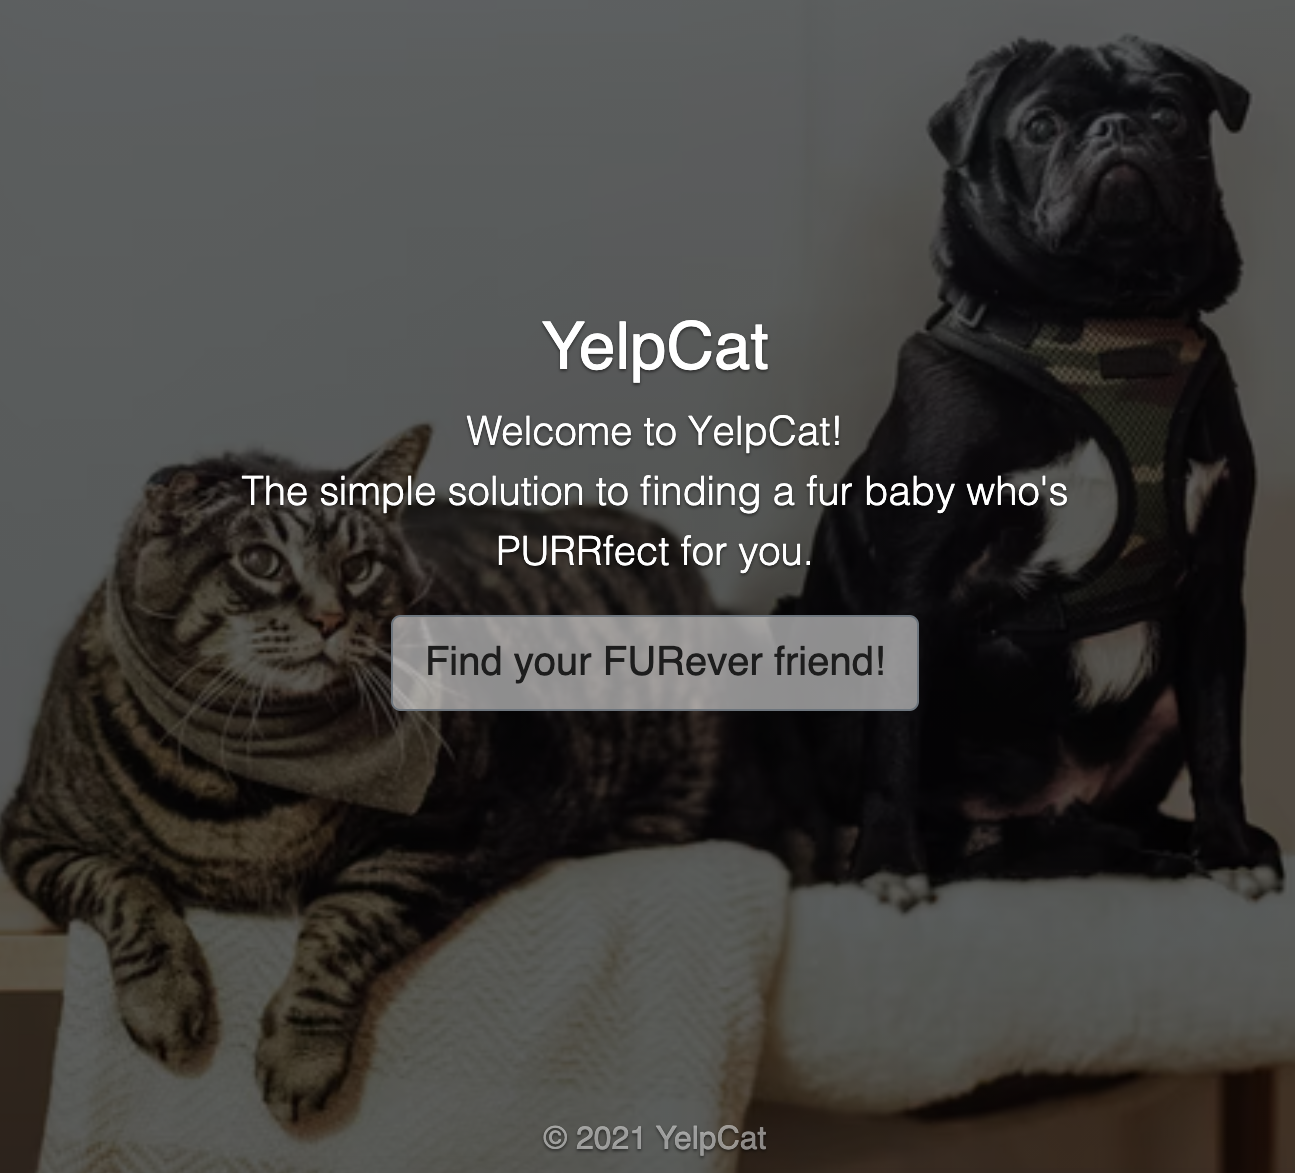 YelpCat
Welcome to YelpCat!
The simple solution to finding a fur baby who's
PURRfect for you.
Find your FURever friend!
© 2021 YelpCat